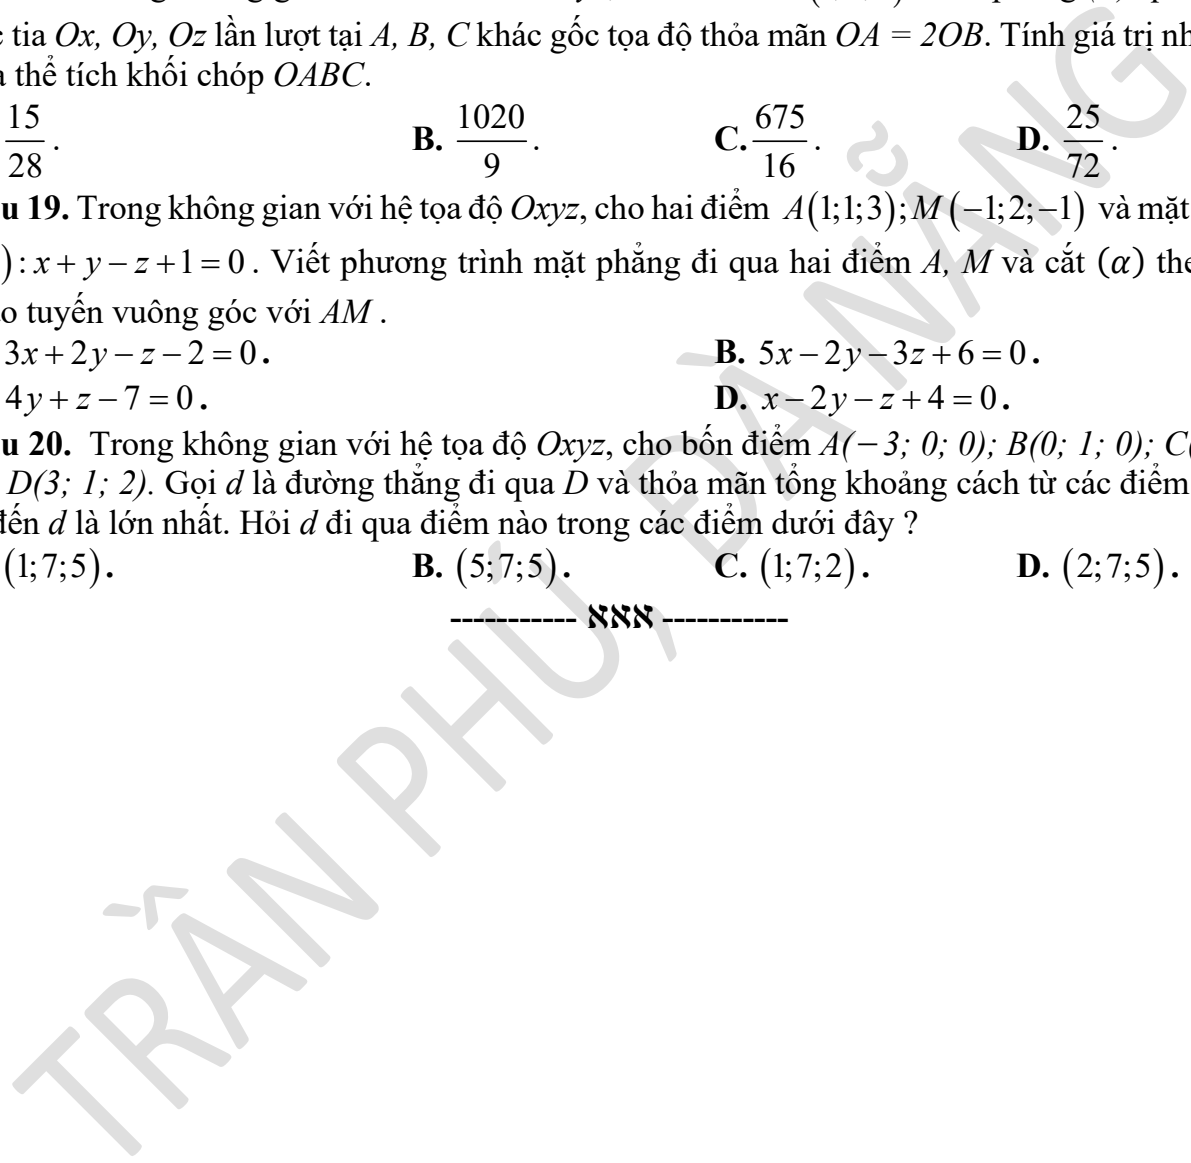 tia Ox, Oy, Oz lần lượt tại A, B, C khác gốc tọa độ thỏa mãn OA = 2OB. Tính giá trị
thể tích khối chóp OABC.
15/28 . B. 1020/9 . C. 675/16 . D. 25/72 .
u 19. Trong không gian với hệ tọa độ Oxyz, cho hai điểm A(1;1;3);M(−1;2;−1) và mặt
): x + y − z + 1 = 0 . Viết phương trình mặt phẳng đi qua hai điểm A, M và cắt (α)
tuyến vuông góc với AM .
3x + 2y − z − 2 = 0 . B. 5x − 2y − 3z + 6 = 0 .
4y + z − 7 = 0 . D. x − 2y − z + 4 = 0 .
u 20. Trong không gian với hệ tọa độ Oxyz, cho bốn điểm A(−3; 0; 0); B(0; 1; 0); C(
D(3; 1; 2). Gọi d là đường thẳng đi qua D và thỏa mãn tổng khoảng cách từ các điểm
đến d là lớn nhất. Hỏi d đi qua điểm nào trong các điểm dưới đây ?
(1;7;5) . B. (5;7;5) . C. (1;7;2) . D. (2;7;5) .
------------ ℵℵℵ ------------
TRẦN PHÚ, ĐÀ NẴNG